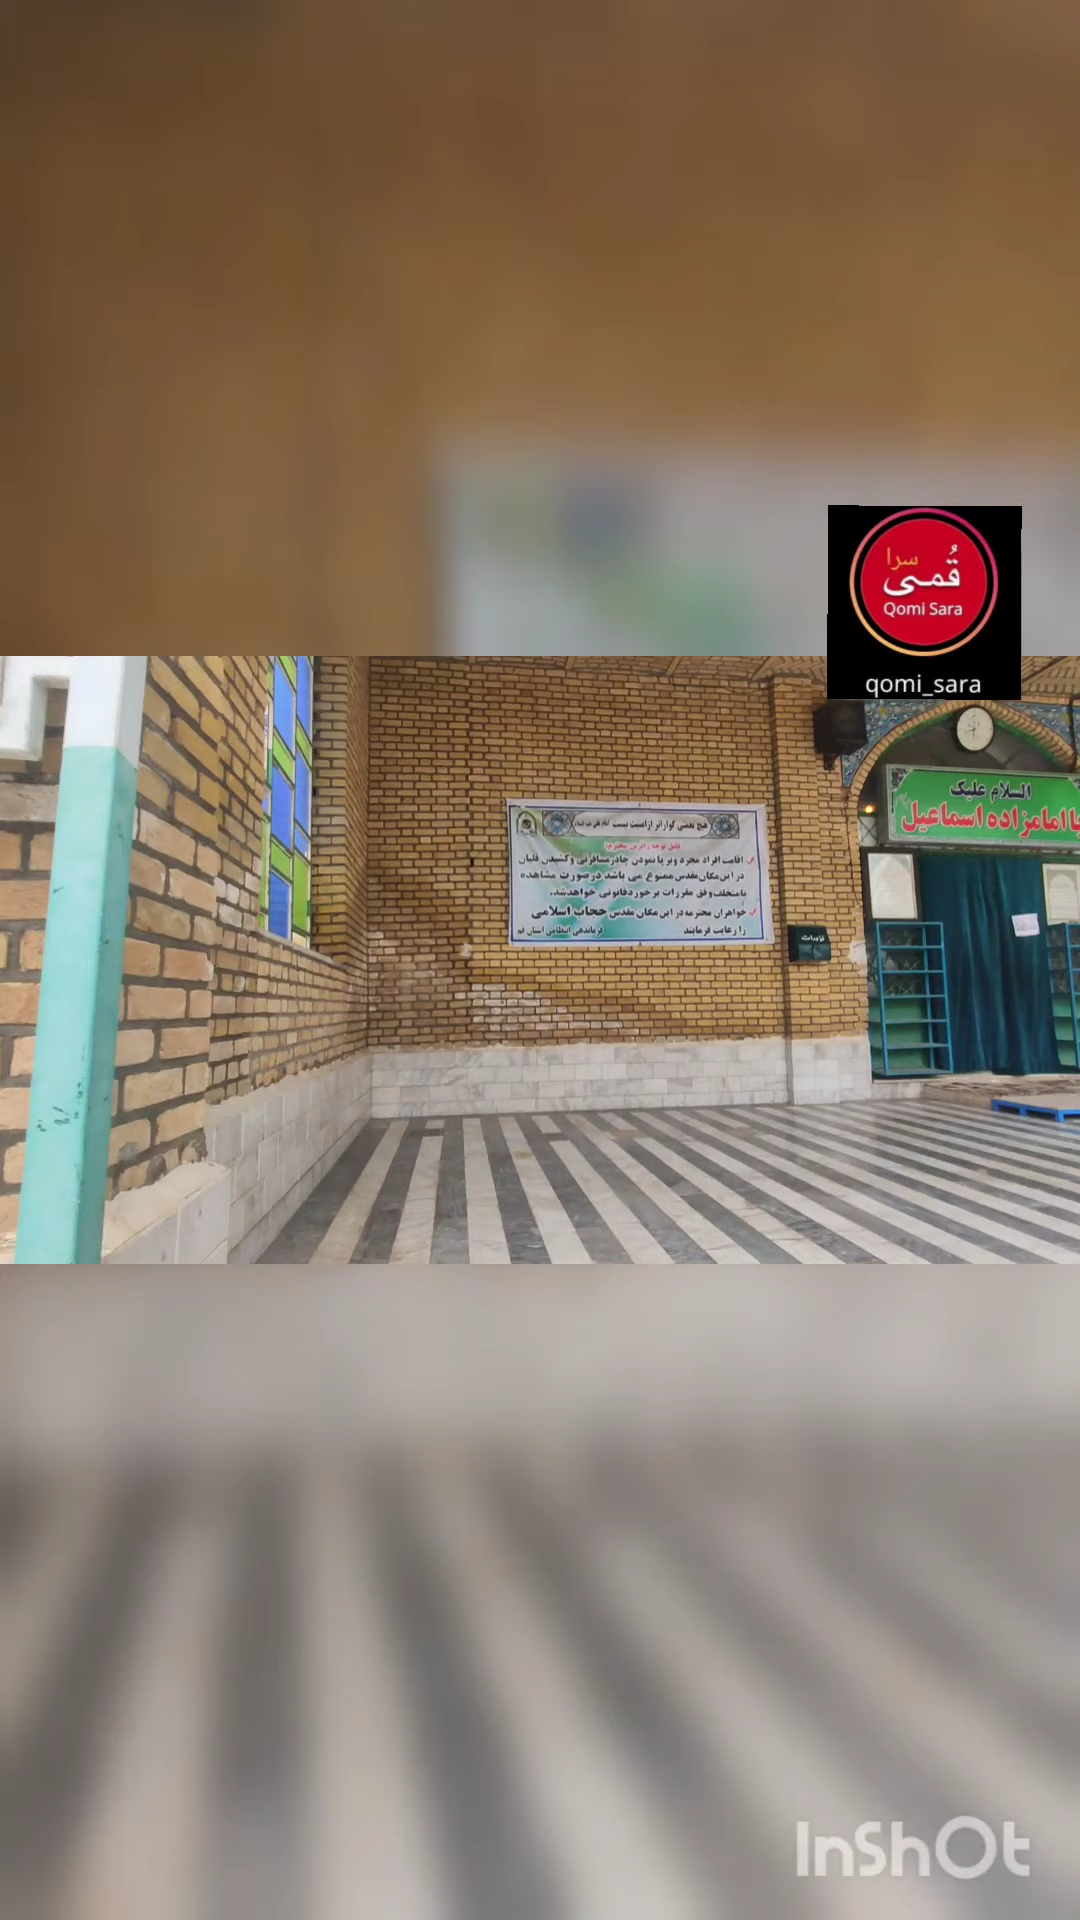 سرا
قُمی
Qomi Sara
qomi_sara
السلام علیک
یا امامزاده اسماعیل
هیچ نعمتی گواراتر از امنیت نیست
قابل توجه زائرین محترم:
اقامت افراد مجرد و برپا نمودن چادر مسافرتی و کشیدن قلیان
در این مکان مقدس ممنوع می باشد در صورت مشاهده
با متخلف وفق مقررات برخورد قانونی خواهد شد.
خواهران محترمه در این مکان مقدس حجاب اسلامی
را رعایت فرمایند
فرماندهی انتظامی استان قم
InShOt